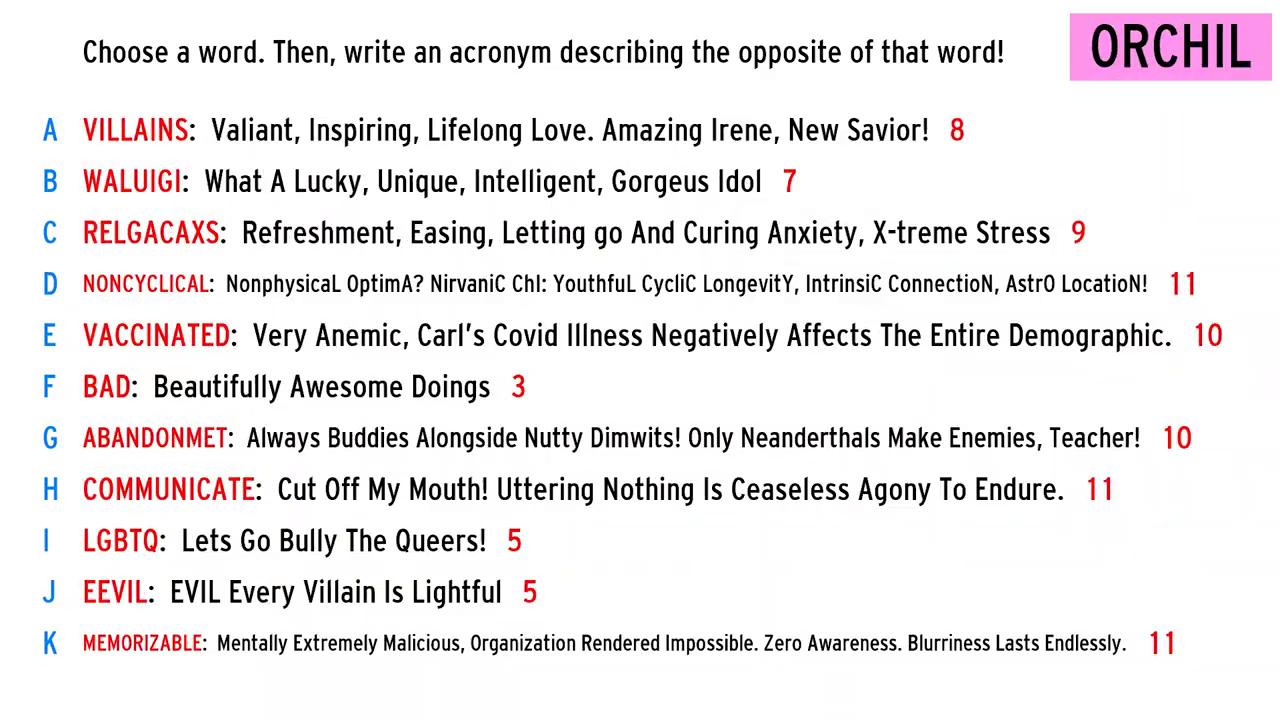 Choose a word. Then, write an acronym describing the opposite of that word!
ORCHIL
A VILLAINS: Valiant, Inspiring, Lifelong Love. Amazing Irene, New Savior! 8
B WALUIGI: What A Lucky, Unique, Intelligent, Gorgeus Idol 7
C RELGACAXS: Refreshment, Easing, Letting go And Curing Anxiety, X-treme Stress 9
D NONCYCLICAL: NonphysicaL OptimA? NirvaniC ChI: YouthfuL CycliC LongevitY, IntrinsiC ConnectioN, AstrO LocatioN! 11
E VACCINATED: Very Anemic, Carl's Covid Illness Negatively Affects The Entire Demographic. 10
F BAD: Beautifully Awesome Doings 3
G ABANDONMET: Always Buddies Alongside Nutty Dimwits! Only Neanderthals Make Enemies, Teacher! 10
H COMMUNICATE: Cut Off My Mouth! Uttering Nothing Is Ceaseless Agony To Endure. 11
I LGBTQ: Lets Go Bully The Queers! 5
J EEVIL: EVIL Every Villain Is Lightful 5
K MEMORIZABLE: Mentally Extremely Malicious, Organization Rendered Impossible. Zero Awareness. Blurriness Lasts Endlessly. 11